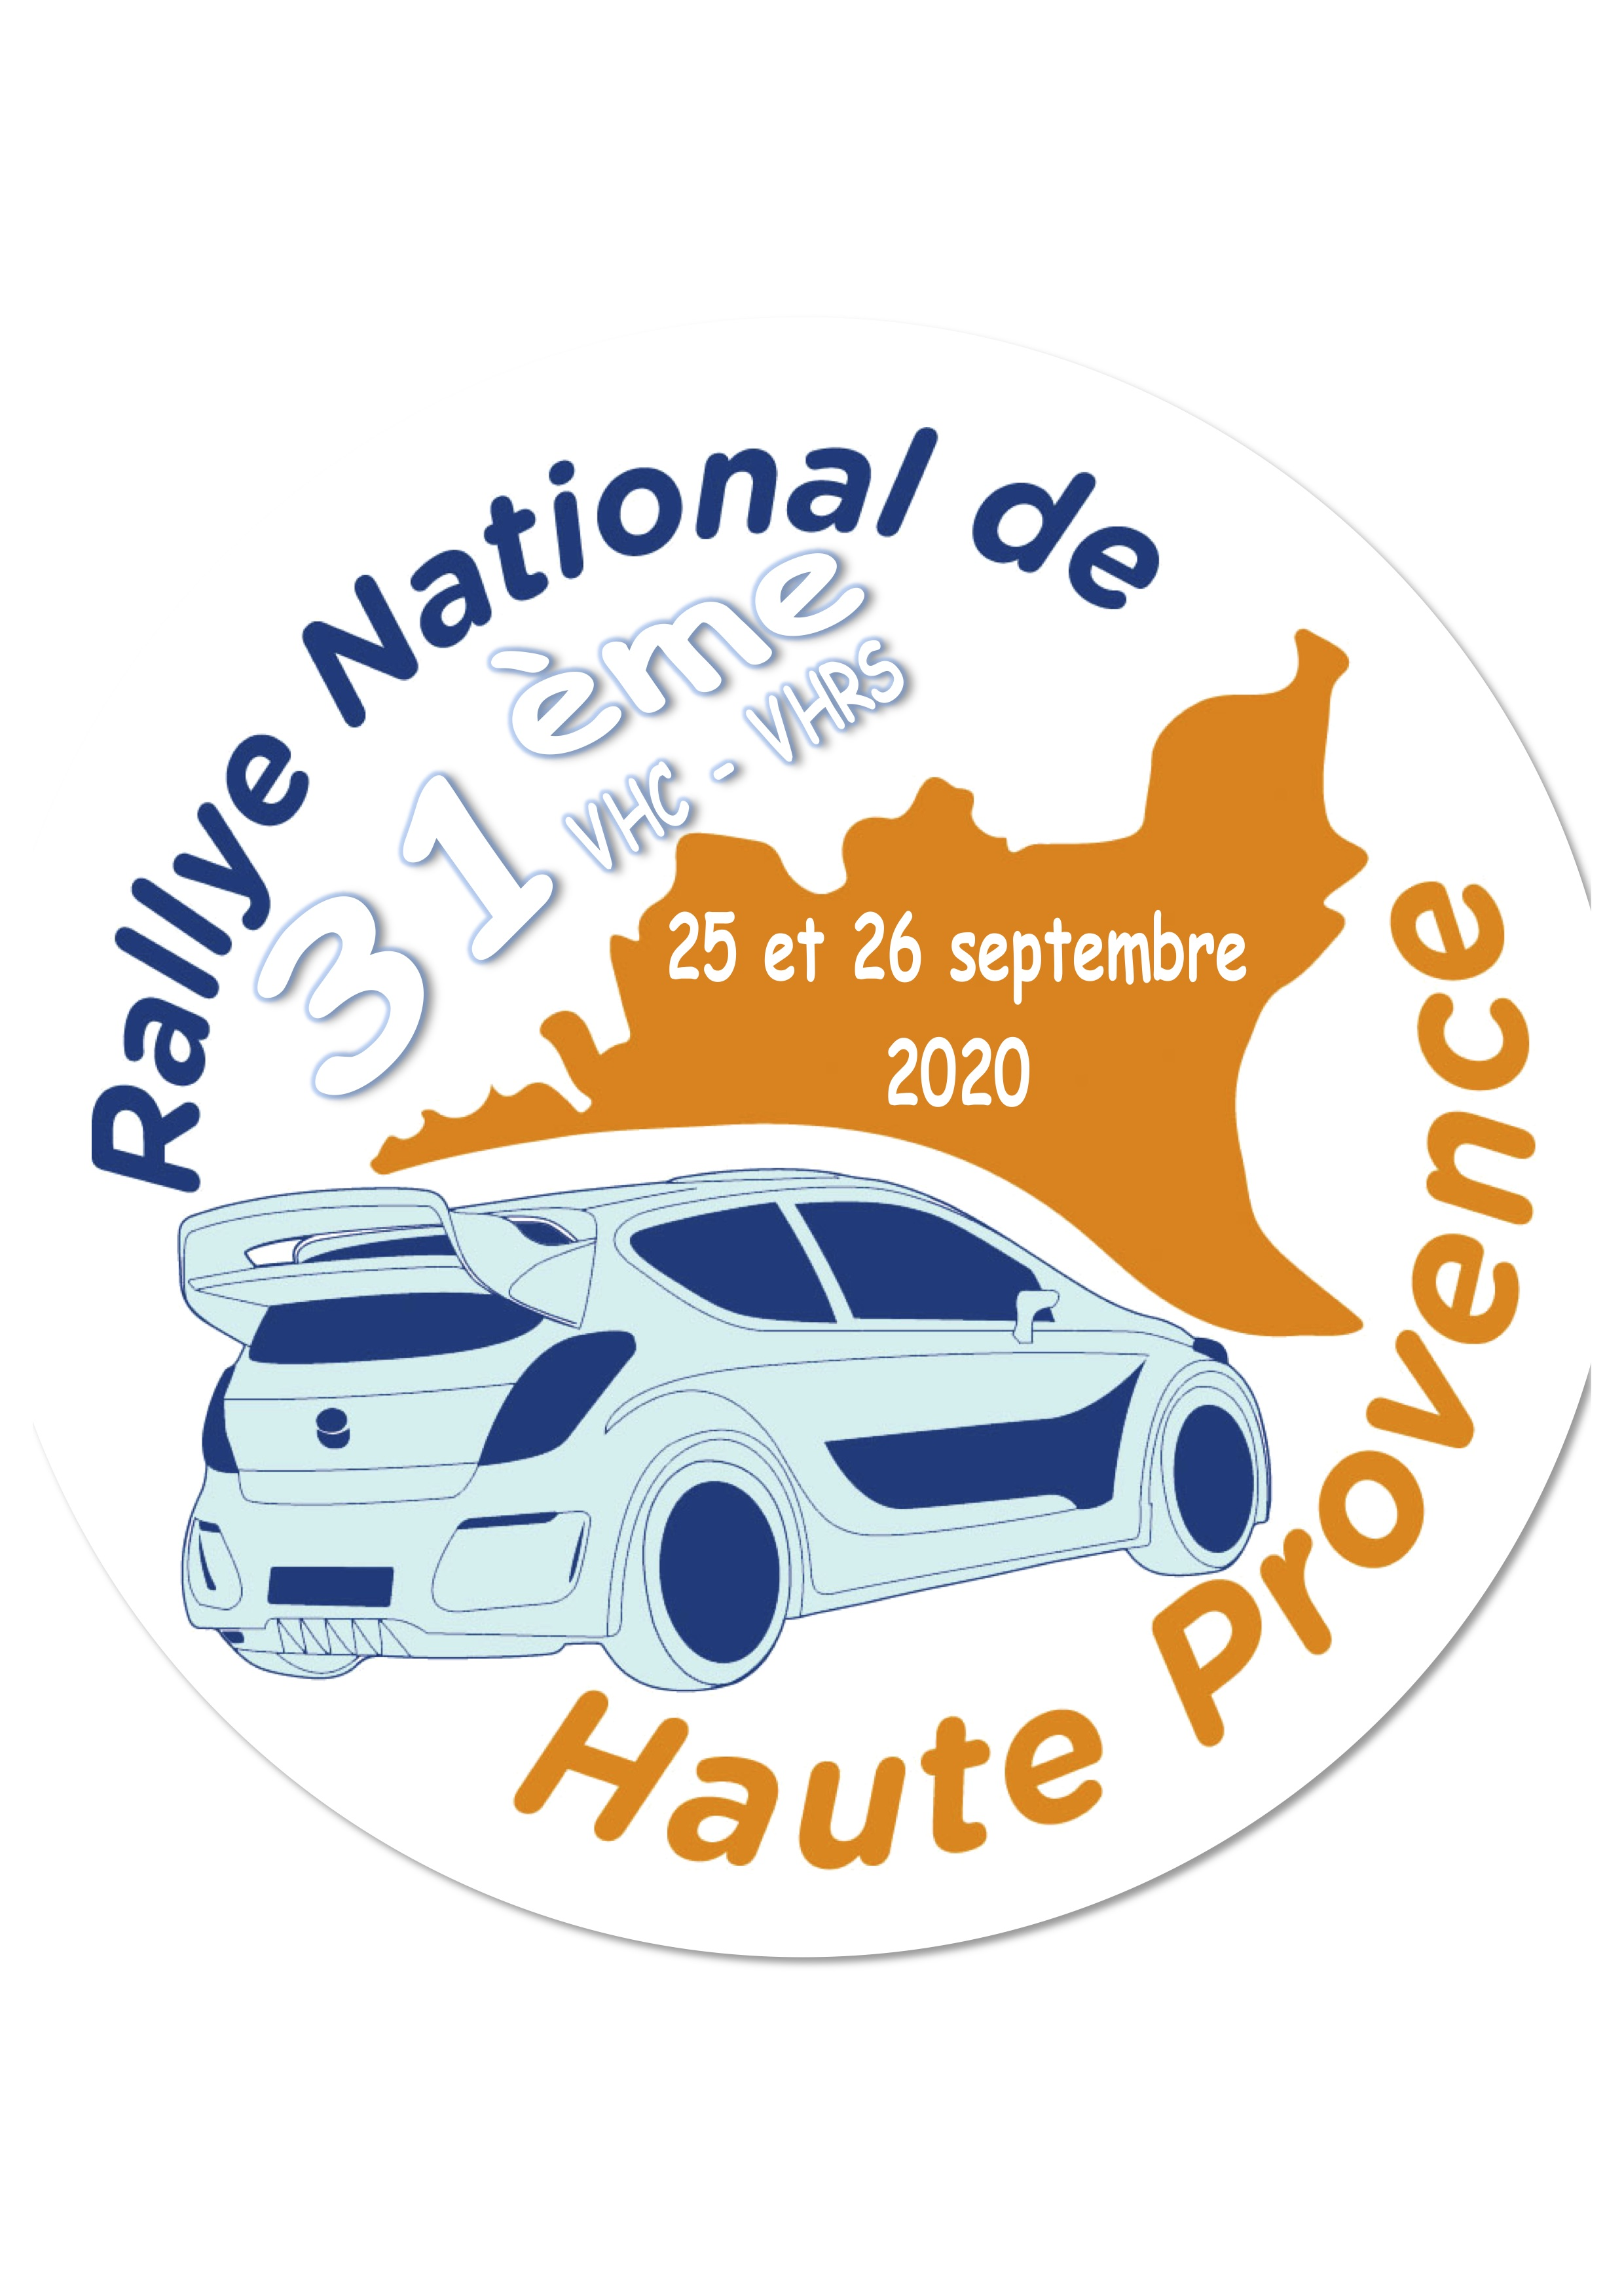 Rallye National de
31ème
VHC - VHRS
25 et 26 septembre
2020
Haute Provence